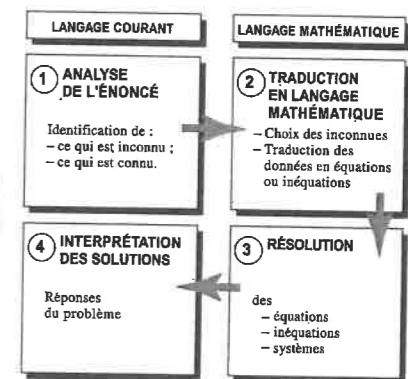 LANGAGE COURANT
LANGAGE MATHÉMATIQUE
1 ANALYSE
DE L'ÉNONCÉ
Identification de :
– ce qui est inconnu ;
– ce qui est connu.
2 TRADUCTION
EN LANGAGE
MATHÉMATIQUE
– Choix des inconnues
– Traduction des
données en équations
ou inéquations
3 RÉSOLUTION
des
– équations
– inéquations
– systèmes
4 INTERPRÉTATION
DES SOLUTIONS
Réponses
du problème